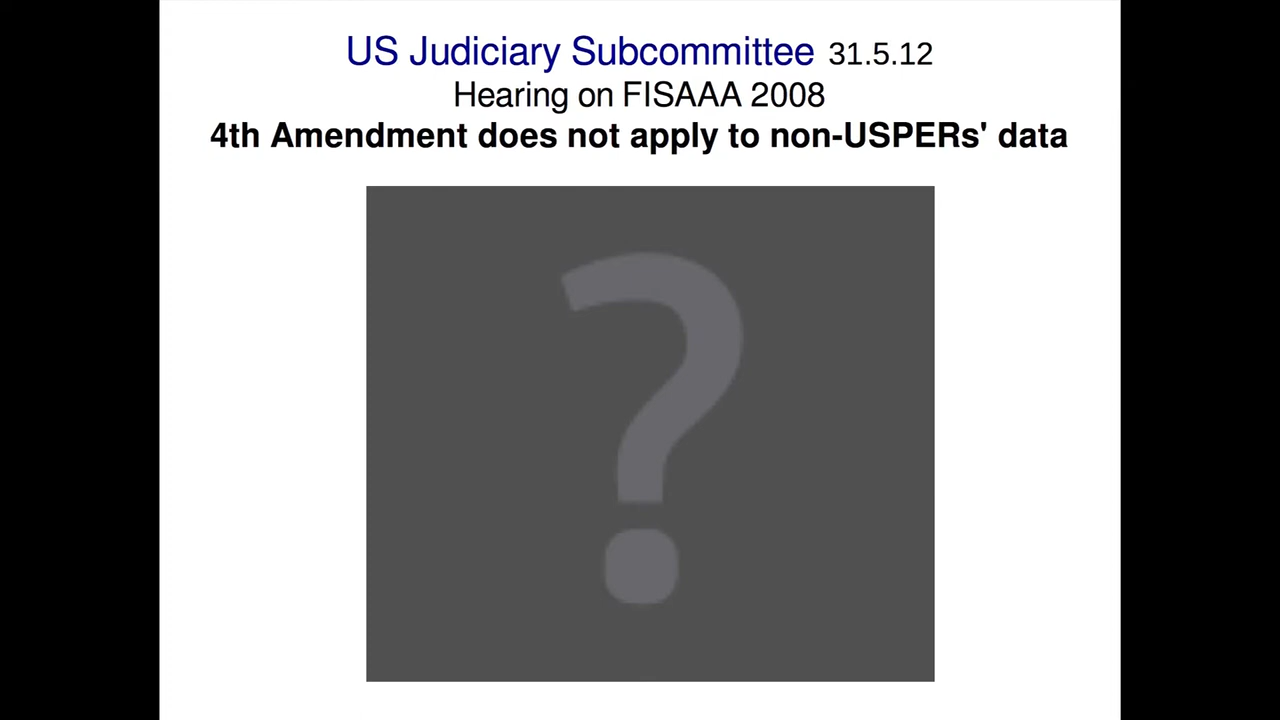 US Judiciary Subcommittee 31.5.12
Hearing on FISAAA 2008
4th Amendment does not apply to non-USPERs' data
?